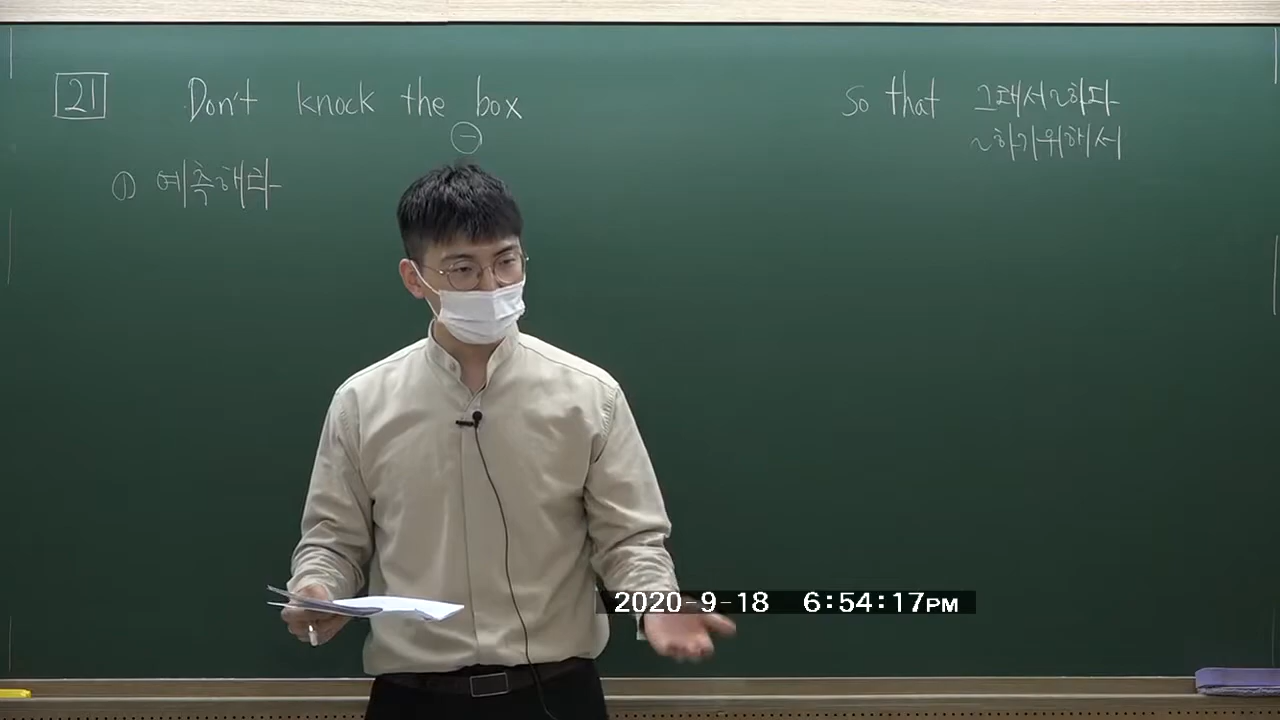 21 Don't knock the box
⊖
① 예측해라
so that 그래서~하다
~하기위해서
2020-9-18 6:54:17PM